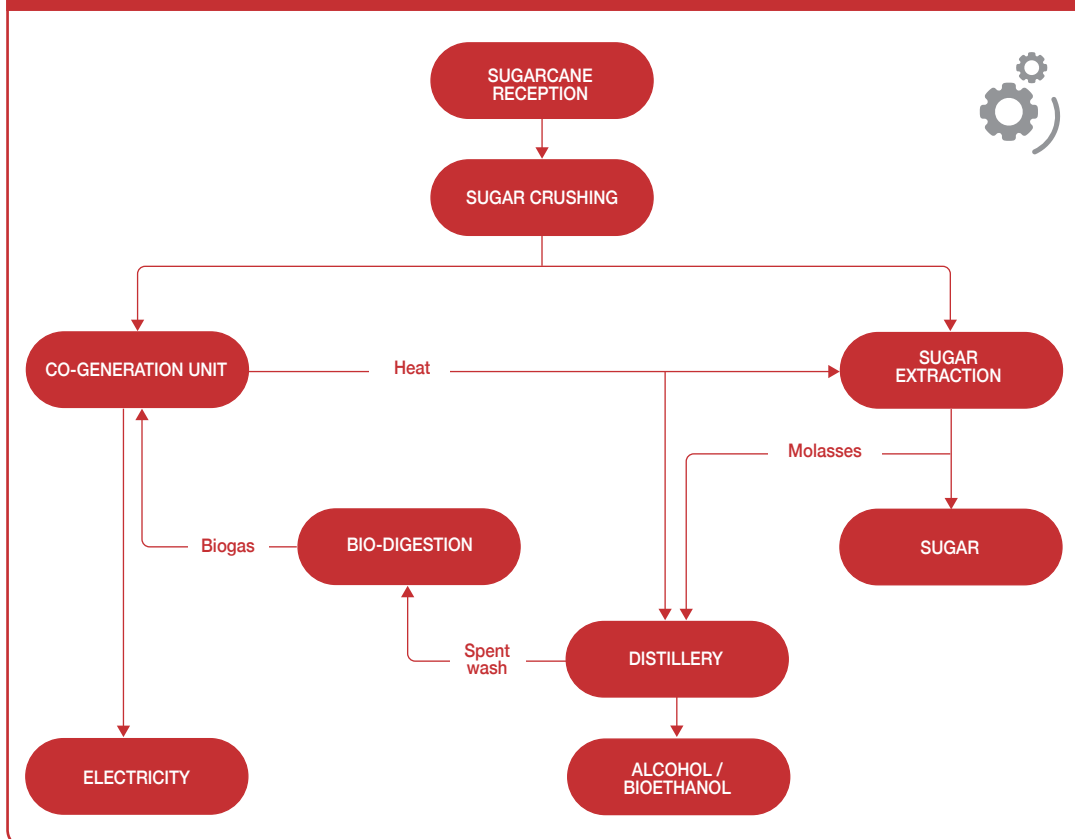 SUGARCANE
RECEPTION
SUGAR CRUSHING
CO-GENERATION UNIT
Heat
SUGAR
EXTRACTION
Molasses
Biogas
BIO-DIGESTION
SUGAR
Spent
wash
DISTILLERY
ELECTRICITY
ALCOHOL /
BIOETHANOL